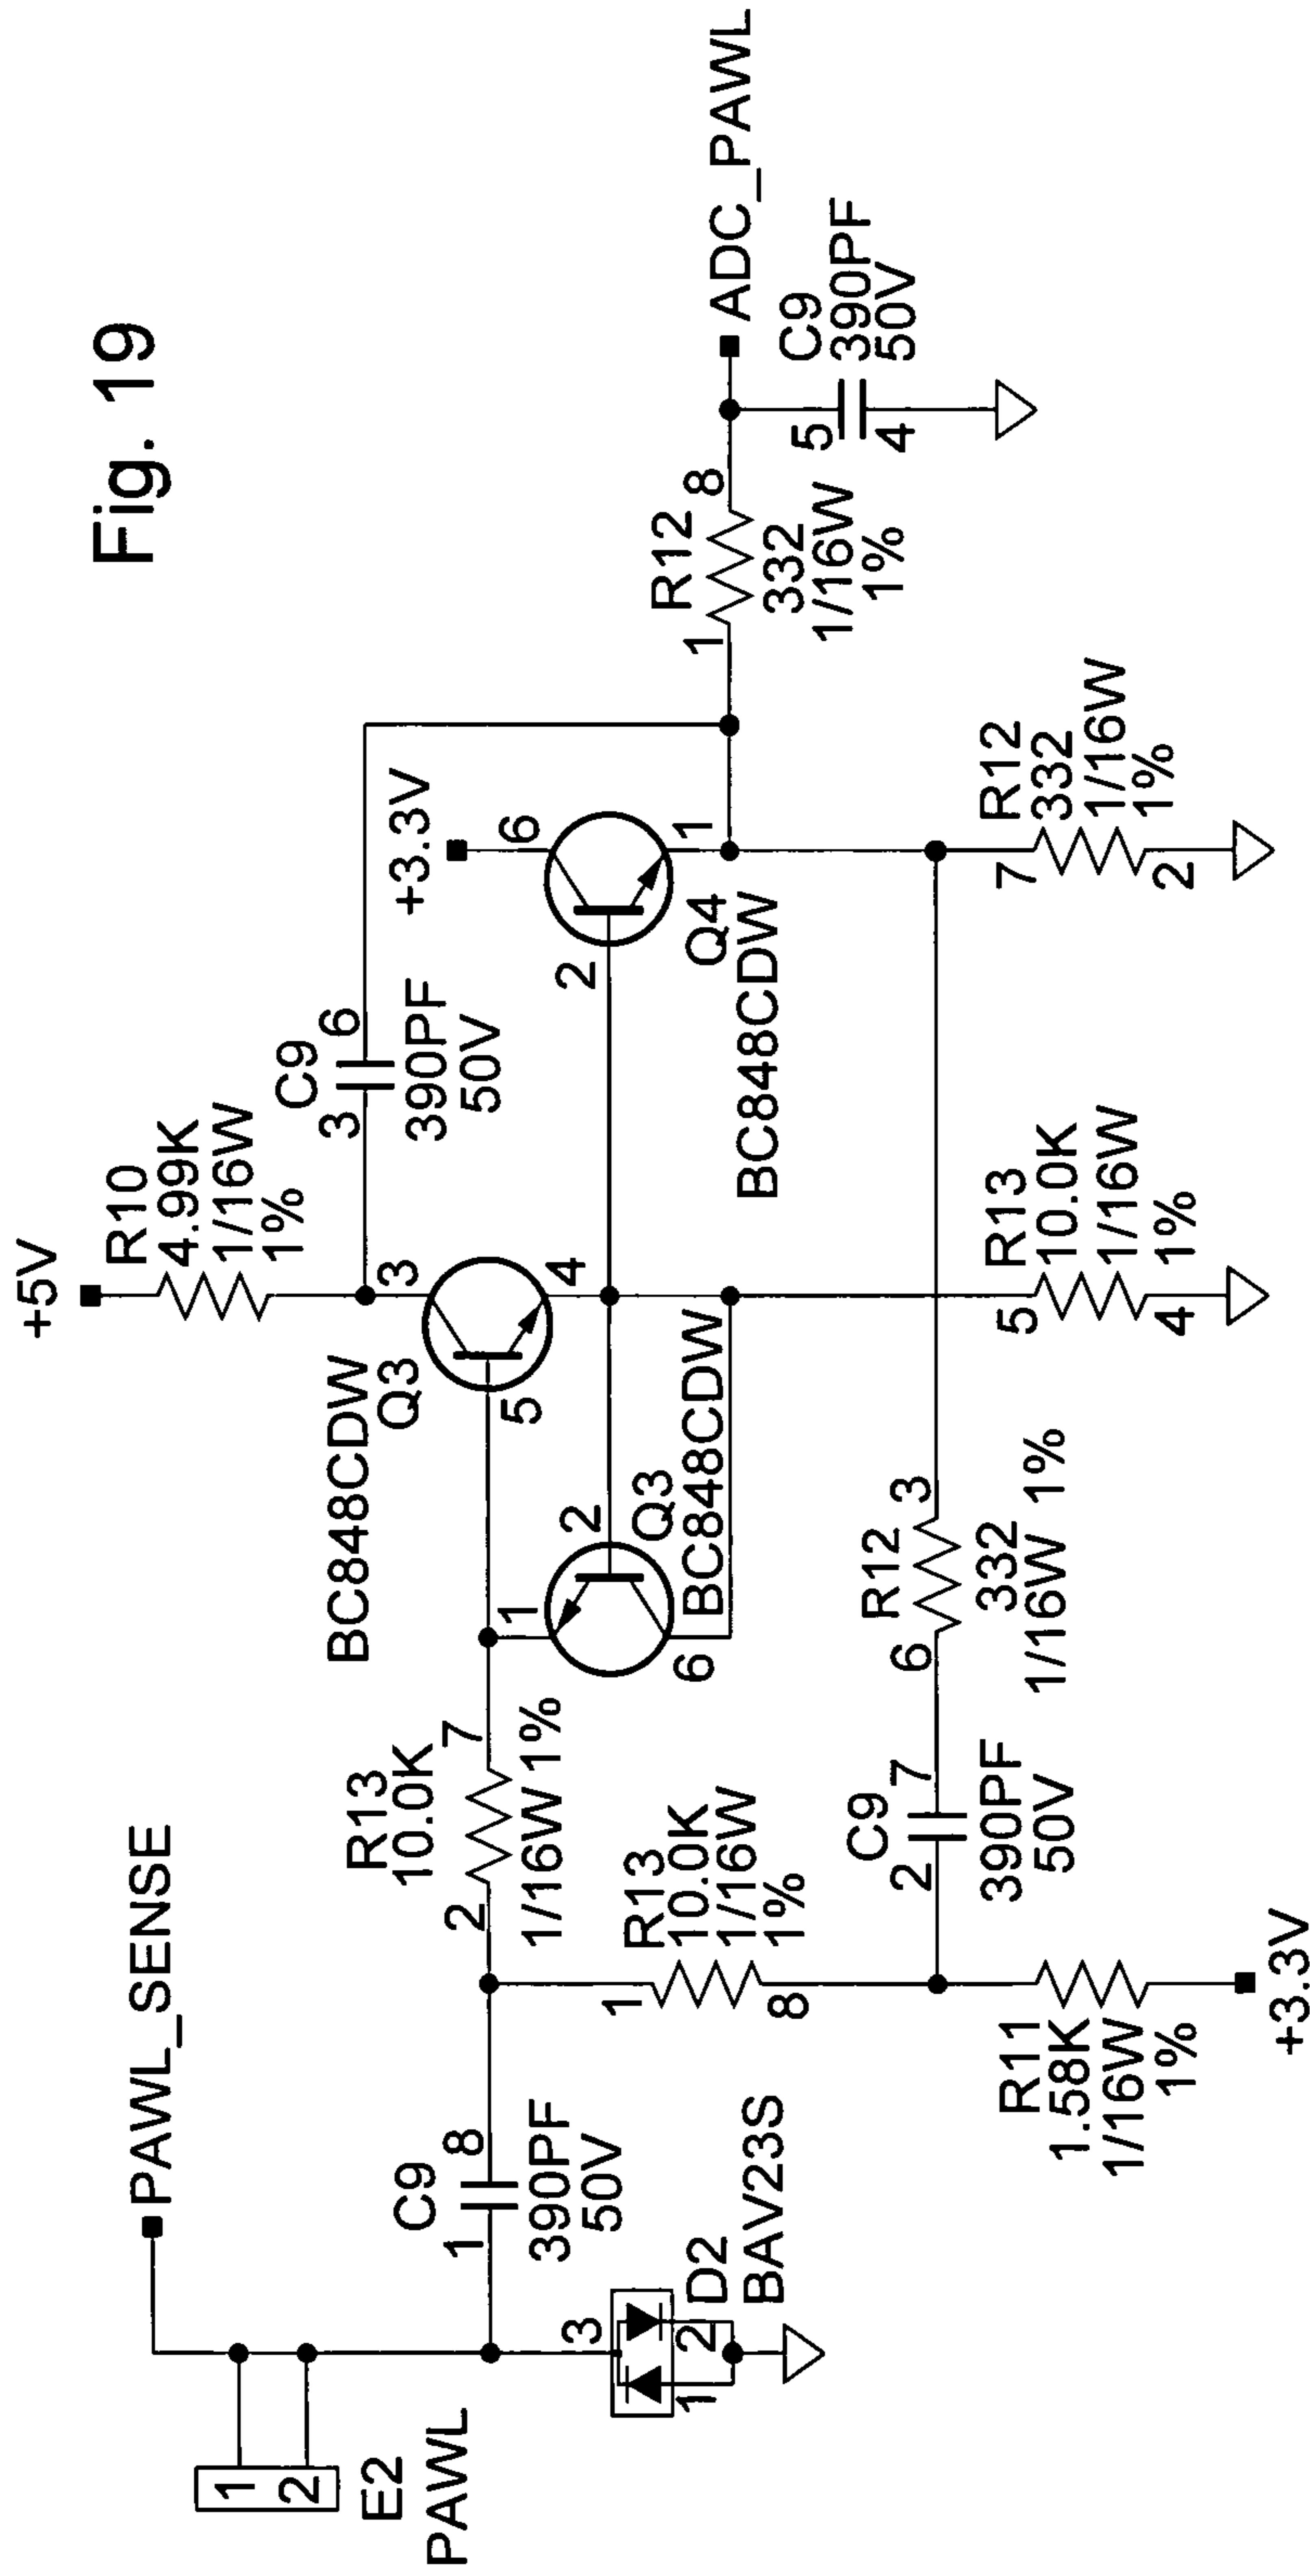 Fig. 19
+5V
R10
4.99K
1/16W
1%
PAWL_SENSE
1
2
E2
PAWL
C9
1
8
390PF
50V
3
1
2
D2
BAV23S
R13
10.0K
2
7
1/16W 1%
BC848CDW
Q3
5
3
4
C9
3
6
390PF
50V
+3.3V
6
2
1
Q4
BC848CDW
1
2
6
Q3
BC848CDW
R12
1
8
332
1/16W
1%
ADC_PAWL
C9
390PF
50V
5
4
R13
10.0K
1/16W
1%
1
8
C9
2
7
390PF
50V
R12
6
3
332
1/16W 1%
R13
10.0K
1/16W
1%
5
4
R12
332
1/16W
1%
7
2
R11
1.58K
1/16W
1%
+3.3V